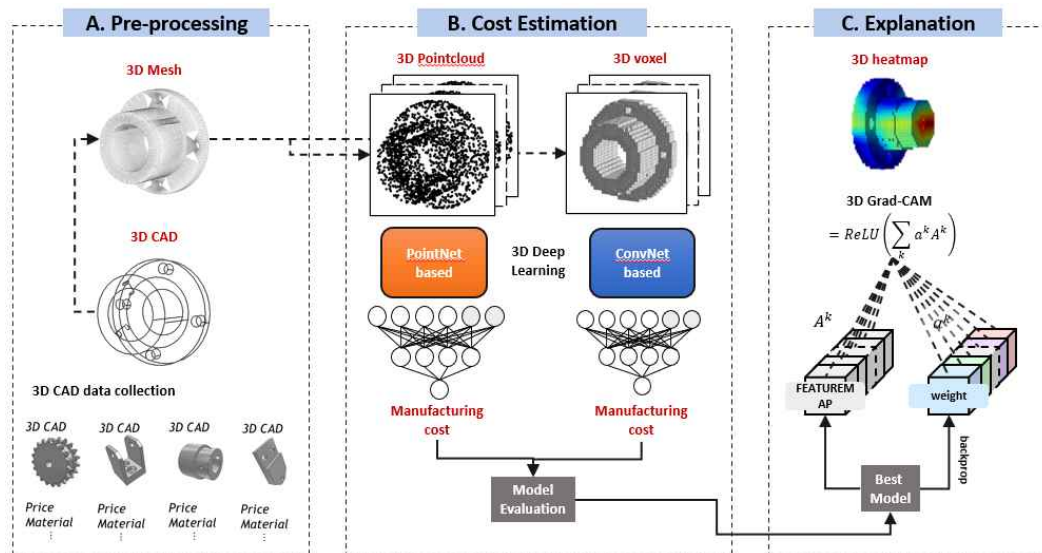 A. Pre-processing
3D Mesh
3D CAD
3D CAD data collection
3D CAD
3D CAD
3D CAD
3D CAD
Price
Material
⋮
Price
Material
⋮
Price
Material
⋮
Price
Material
⋮
B. Cost Estimation
3D Pointcloud
3D voxel
PointNet
based
3D Deep
Learning
ConvNet
based
Manufacturing
cost
Manufacturing
cost
Model
Evaluation
C. Explanation
3D heatmap
3D Grad-CAM
= ReLU(∑ₖ aᵏAᵏ)
Aᵏ
aᵏ
FEATUREM
AP
weight
backprop
Best
Model